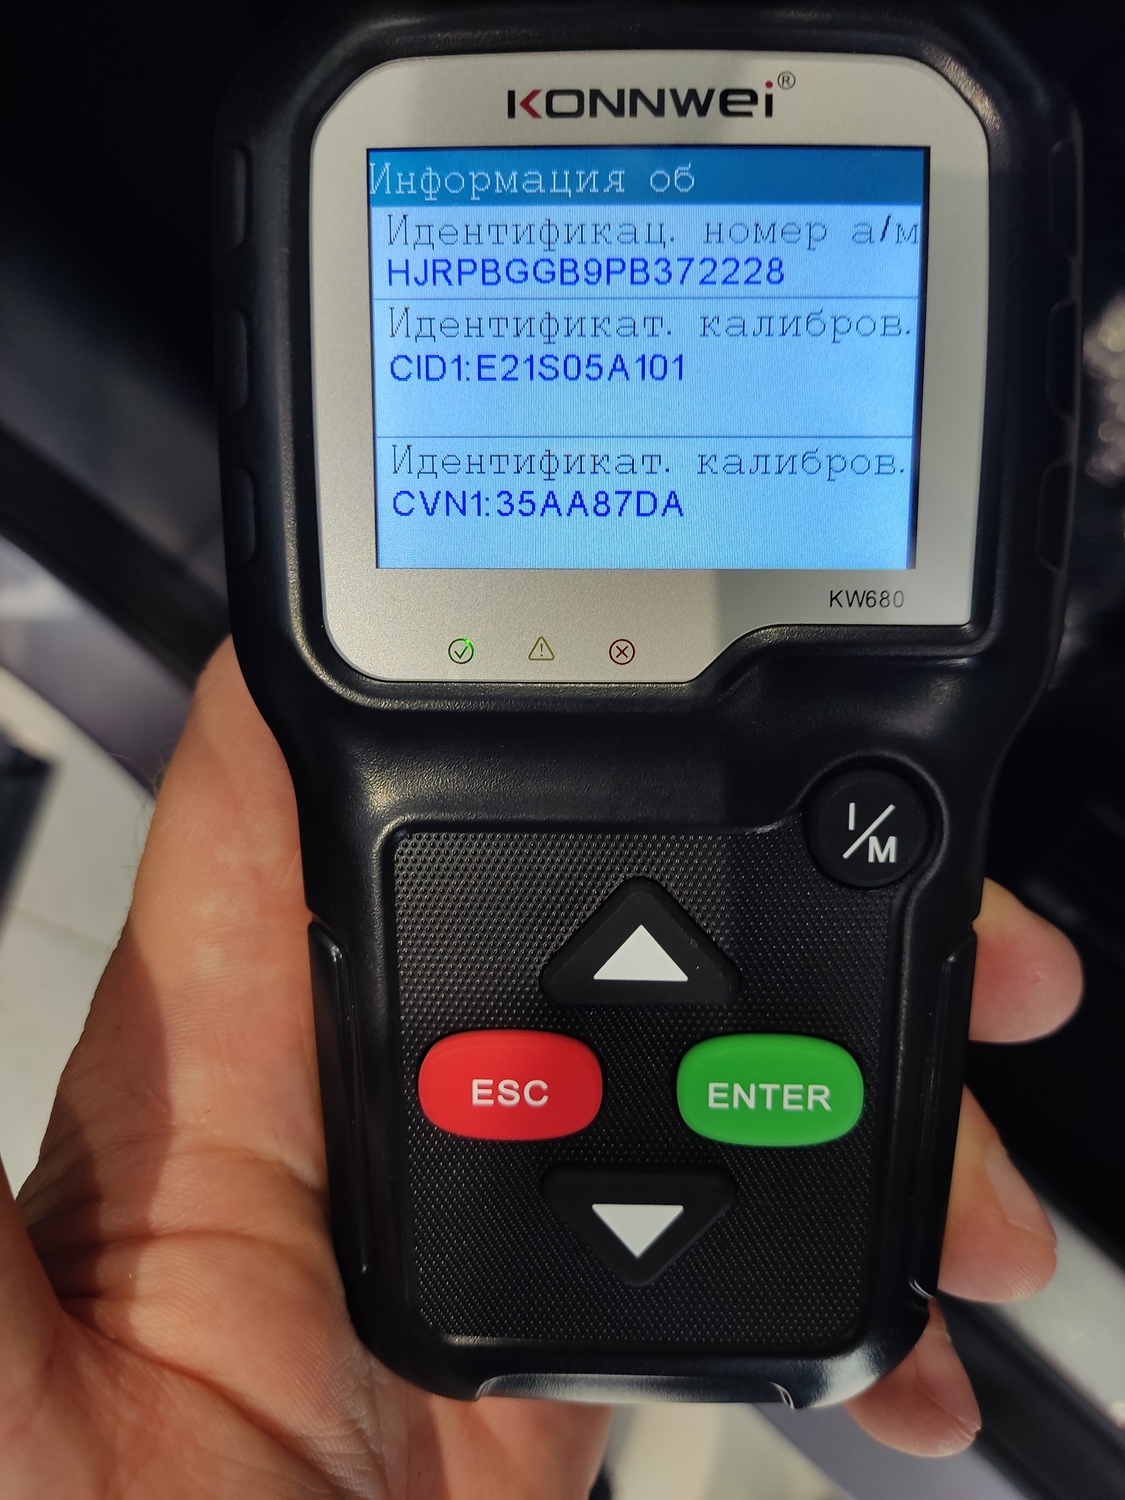 KONNWEi®
Информация об
Идентификац. номер а/м
HJRPBGGB9PB372228
Идентификат. калибров.
CID1:E21S05A101
Идентификат. калибров.
CVN1:35AA87DA
KW680
I/M
ESC
ENTER